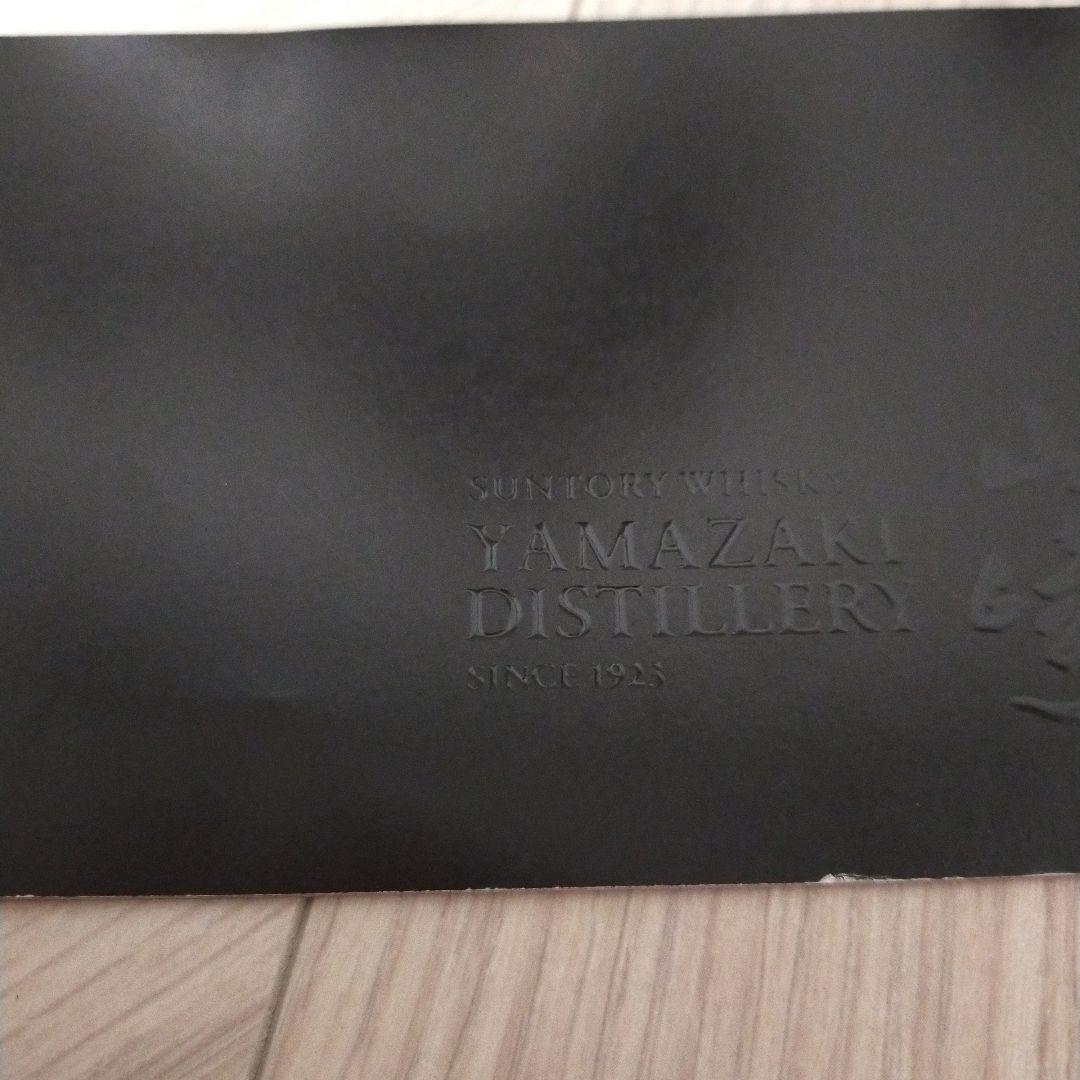 SUNTORY WHISKY
YAMAZAKI
DISTILLERY
SINCE 1923